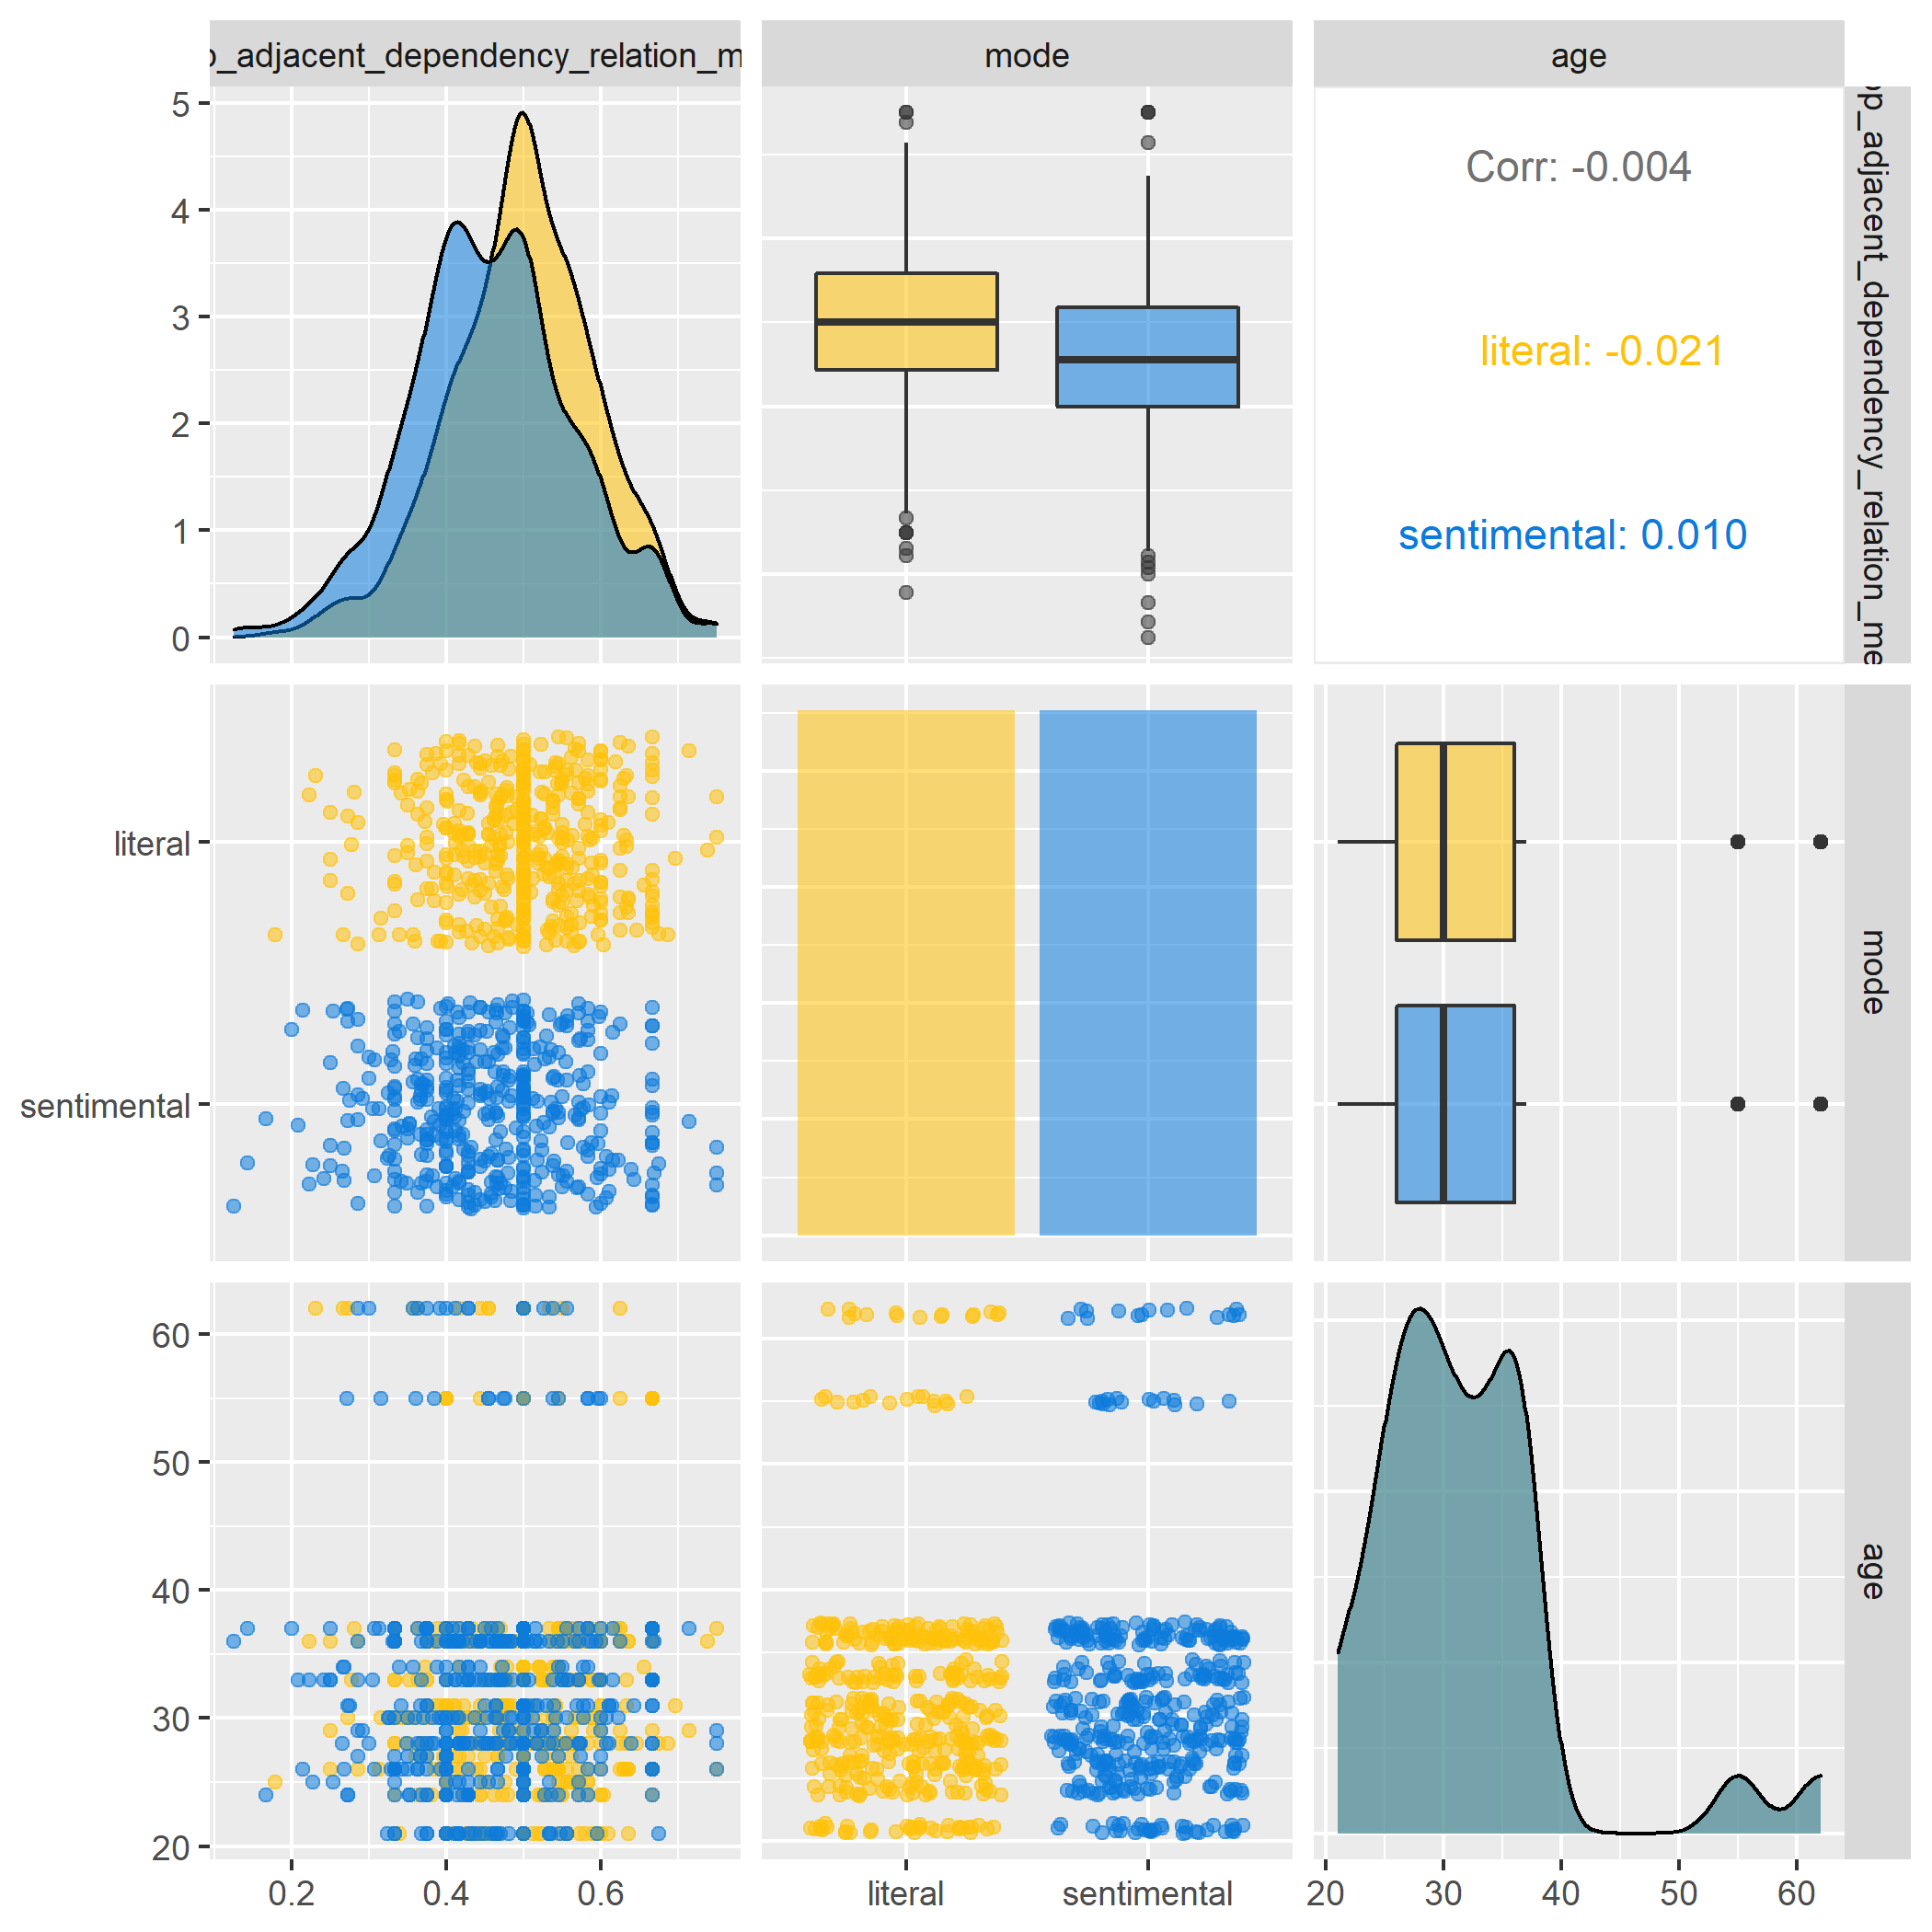 _adjacent_dependency_relation_m
mode
age
5
4
3
2
1
0
Corr: -0.004
literal: -0.021
sentimental: 0.010
_adjacent_dependency_relation_me
literal
sentimental
mode
60
50
40
30
20
age
0.2
0.4
0.6
literal
sentimental
20
30
40
50
60